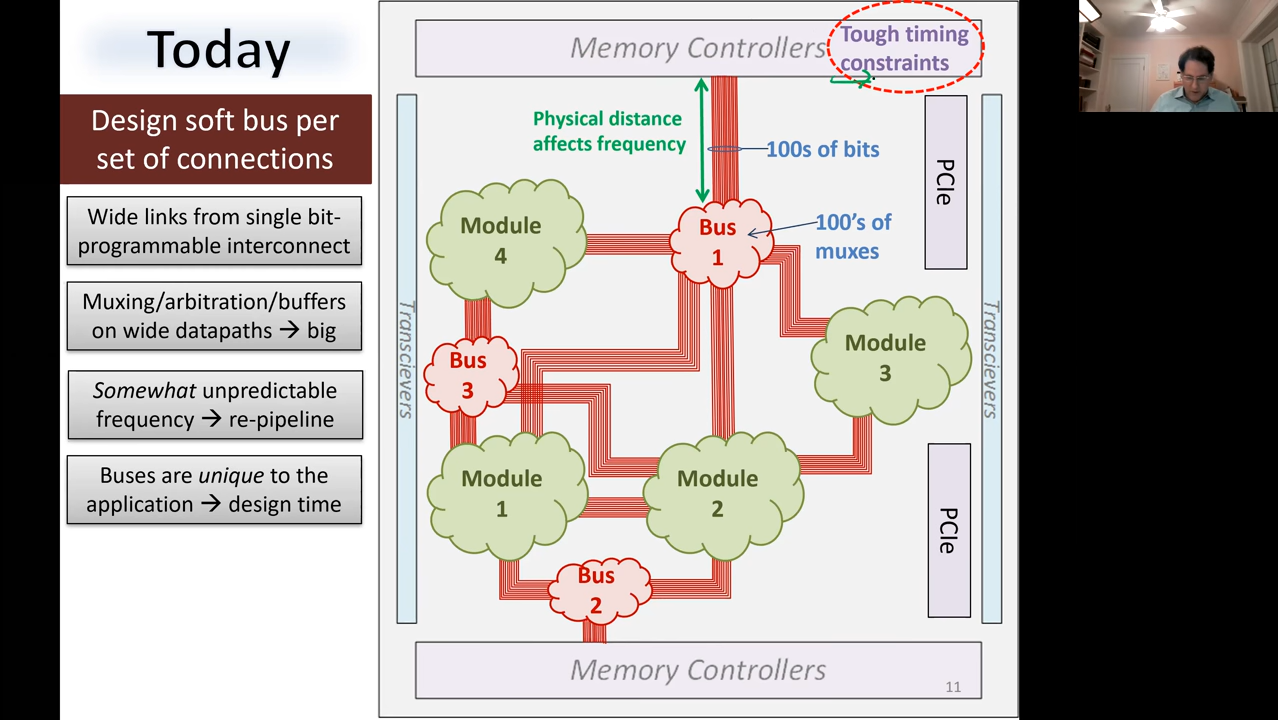 Today
Design soft bus per
set of connections
Wide links from single bit-
programmable interconnect
Muxing/arbitration/buffers
on wide datapaths → big
Somewhat unpredictable
frequency → re-pipeline
Buses are unique to the
application → design time
Memory Controllers
Tough timing
constraints
Physical distance
affects frequency
100s of bits
100's of
muxes
PCIe
Transcievers
Transcievers
Module
4
Bus
1
Module
3
Bus
3
Module
1
Module
2
PCIe
Bus
2
Memory Controllers
11